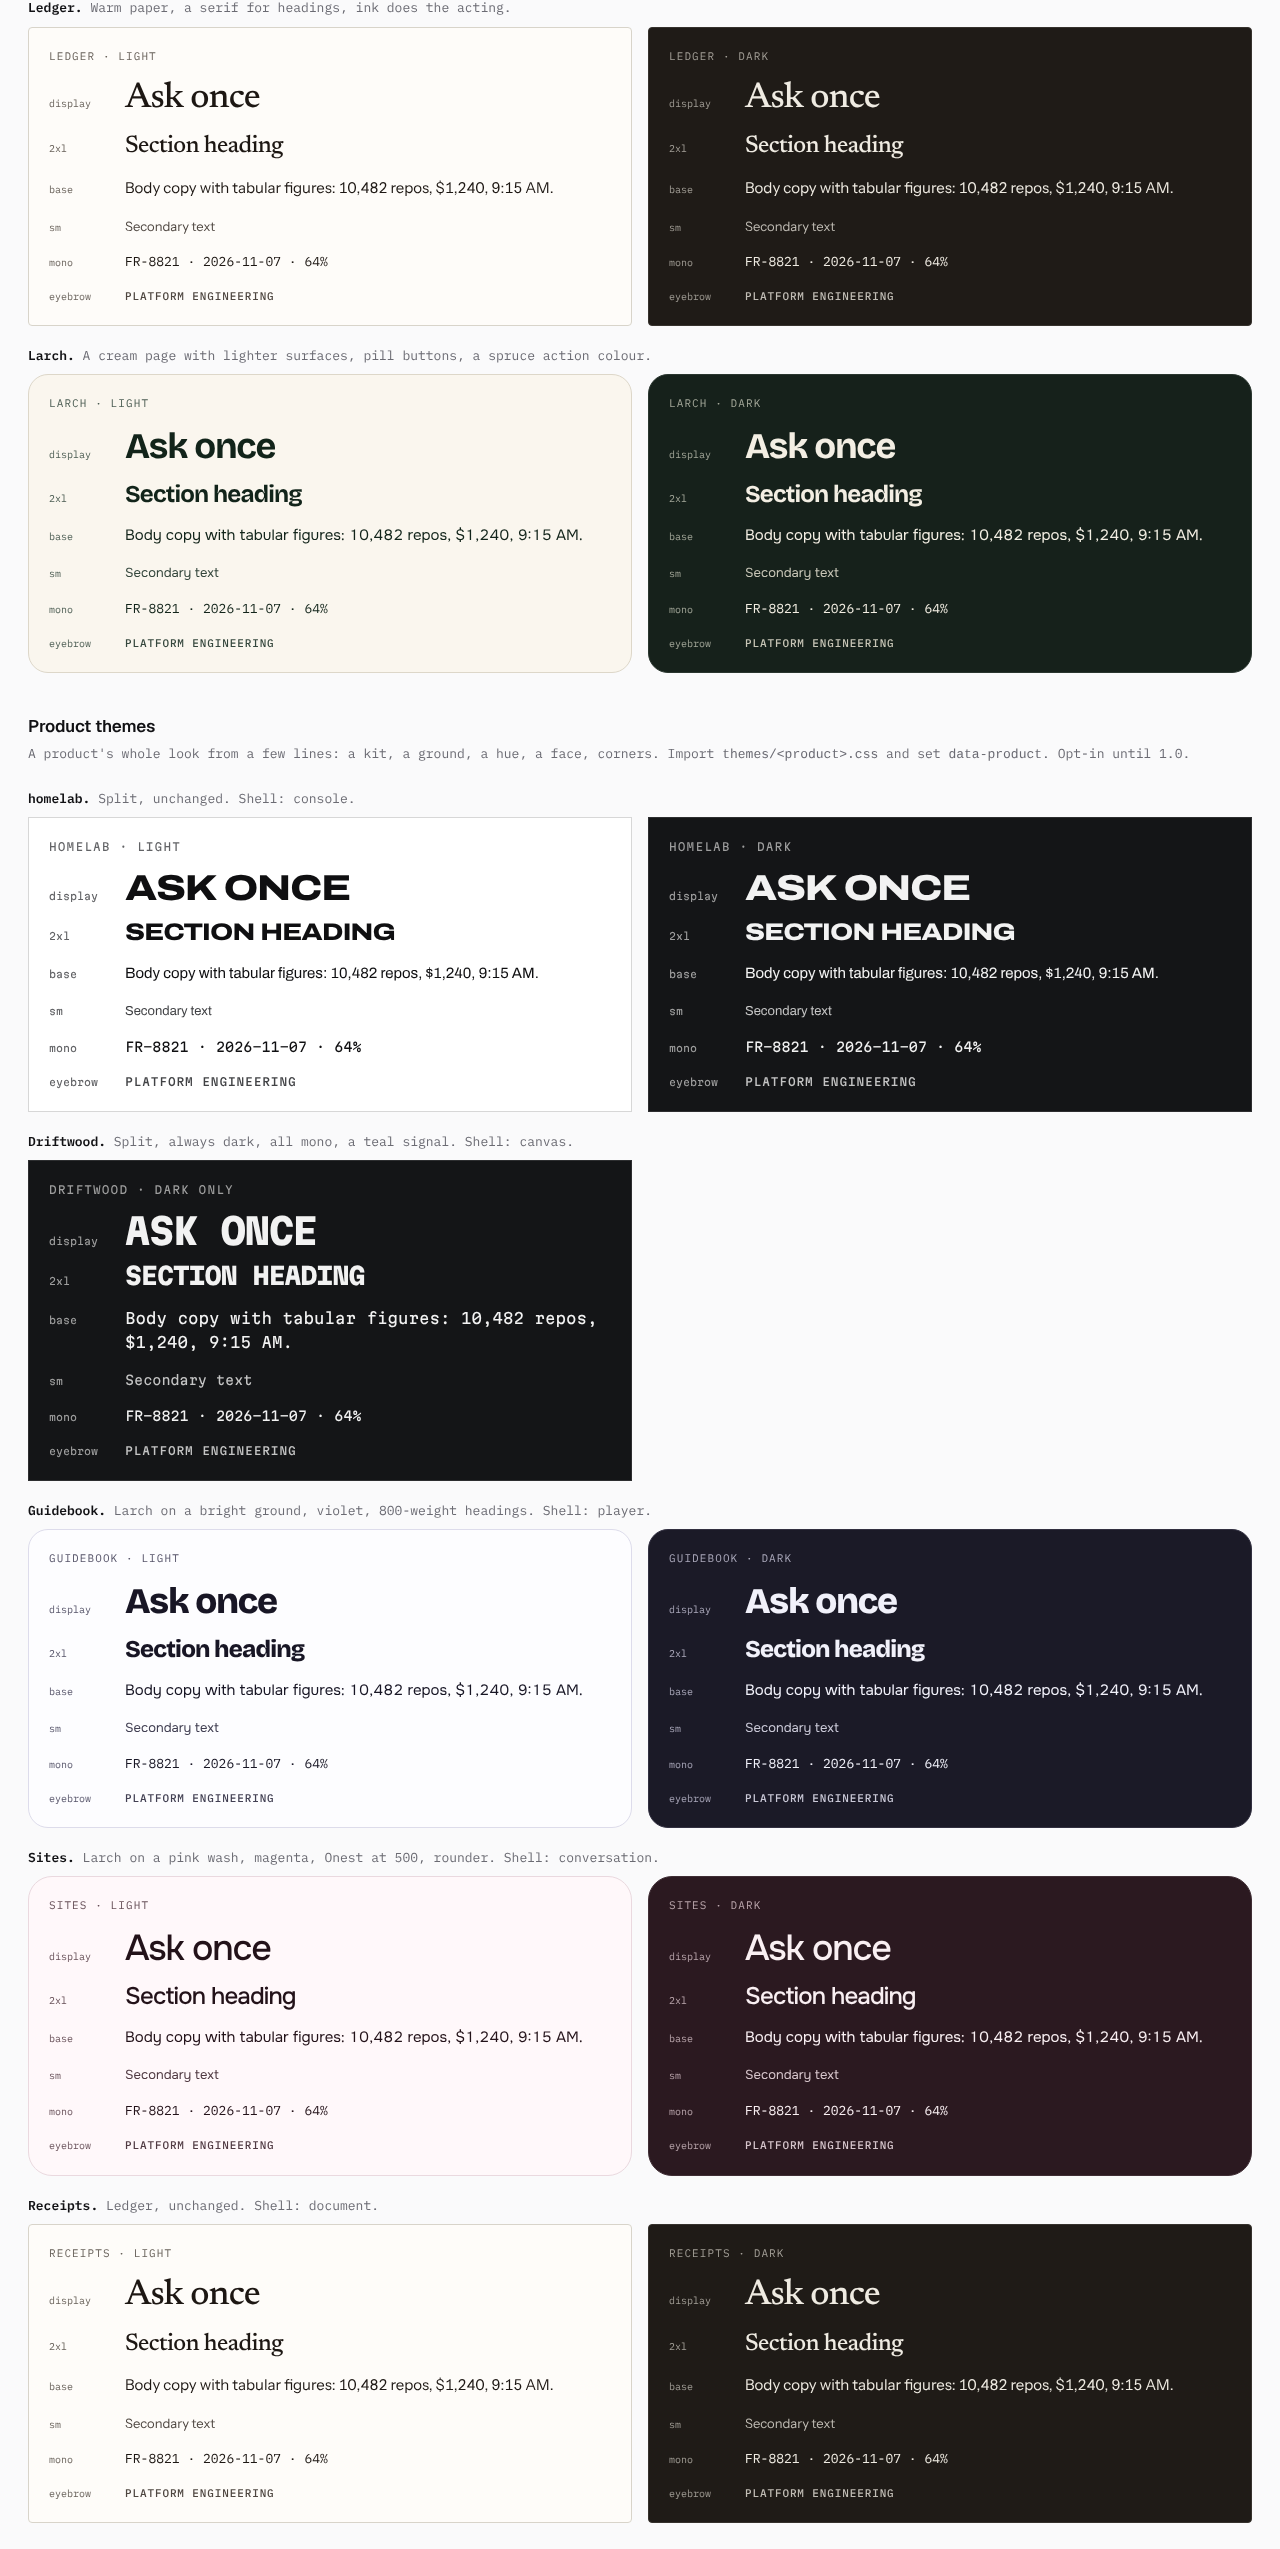 Ledger. Warm paper, a serif for headings, ink does the acting.
LEDGER · LIGHT
display Ask once
2xl Section heading
base Body copy with tabular figures: 10,482 repos, $1,240, 9:15 AM.
sm Secondary text
mono FR-8821 · 2026-11-07 · 64%
eyebrow PLATFORM ENGINEERING
LEDGER · DARK
display Ask once
2xl Section heading
base Body copy with tabular figures: 10,482 repos, $1,240, 9:15 AM.
sm Secondary text
mono FR-8821 · 2026-11-07 · 64%
eyebrow PLATFORM ENGINEERING
Larch. A cream page with lighter surfaces, pill buttons, a spruce action colour.
LARCH · LIGHT
display Ask once
2xl Section heading
base Body copy with tabular figures: 10,482 repos, $1,240, 9:15 AM.
sm Secondary text
mono FR-8821 · 2026-11-07 · 64%
eyebrow PLATFORM ENGINEERING
LARCH · DARK
display Ask once
2xl Section heading
base Body copy with tabular figures: 10,482 repos, $1,240, 9:15 AM.
sm Secondary text
mono FR-8821 · 2026-11-07 · 64%
eyebrow PLATFORM ENGINEERING
Product themes
A product's whole look from a few lines: a kit, a ground, a hue, a face, corners. Import themes/<product>.css and set data-product. Opt-in until 1.0.
homelab. Split, unchanged. Shell: console.
HOMELAB · LIGHT
display ASK ONCE
2xl SECTION HEADING
base Body copy with tabular figures: 10,482 repos, $1,240, 9:15 AM.
sm Secondary text
mono FR-8821 · 2026-11-07 · 64%
eyebrow PLATFORM ENGINEERING
HOMELAB · DARK
display ASK ONCE
2xl SECTION HEADING
base Body copy with tabular figures: 10,482 repos, $1,240, 9:15 AM.
sm Secondary text
mono FR-8821 · 2026-11-07 · 64%
eyebrow PLATFORM ENGINEERING
Driftwood. Split, always dark, all mono, a teal signal. Shell: canvas.
DRIFTWOOD · DARK ONLY
display ASK ONCE
2xl SECTION HEADING
base Body copy with tabular figures: 10,482 repos,
$1,240, 9:15 AM.
sm Secondary text
mono FR-8821 · 2026-11-07 · 64%
eyebrow PLATFORM ENGINEERING
Guidebook. Larch on a bright ground, violet, 800-weight headings. Shell: player.
GUIDEBOOK · LIGHT
display Ask once
2xl Section heading
base Body copy with tabular figures: 10,482 repos, $1,240, 9:15 AM.
sm Secondary text
mono FR-8821 · 2026-11-07 · 64%
eyebrow PLATFORM ENGINEERING
GUIDEBOOK · DARK
display Ask once
2xl Section heading
base Body copy with tabular figures: 10,482 repos, $1,240, 9:15 AM.
sm Secondary text
mono FR-8821 · 2026-11-07 · 64%
eyebrow PLATFORM ENGINEERING
Sites. Larch on a pink wash, magenta, Onest at 500, rounder. Shell: conversation.
SITES · LIGHT
display Ask once
2xl Section heading
base Body copy with tabular figures: 10,482 repos, $1,240, 9:15 AM.
sm Secondary text
mono FR-8821 · 2026-11-07 · 64%
eyebrow PLATFORM ENGINEERING
SITES · DARK
display Ask once
2xl Section heading
base Body copy with tabular figures: 10,482 repos, $1,240, 9:15 AM.
sm Secondary text
mono FR-8821 · 2026-11-07 · 64%
eyebrow PLATFORM ENGINEERING
Receipts. Ledger, unchanged. Shell: document.
RECEIPTS · LIGHT
display Ask once
2xl Section heading
base Body copy with tabular figures: 10,482 repos, $1,240, 9:15 AM.
sm Secondary text
mono FR-8821 · 2026-11-07 · 64%
eyebrow PLATFORM ENGINEERING
RECEIPTS · DARK
display Ask once
2xl Section heading
base Body copy with tabular figures: 10,482 repos, $1,240, 9:15 AM.
sm Secondary text
mono FR-8821 · 2026-11-07 · 64%
eyebrow PLATFORM ENGINEERING